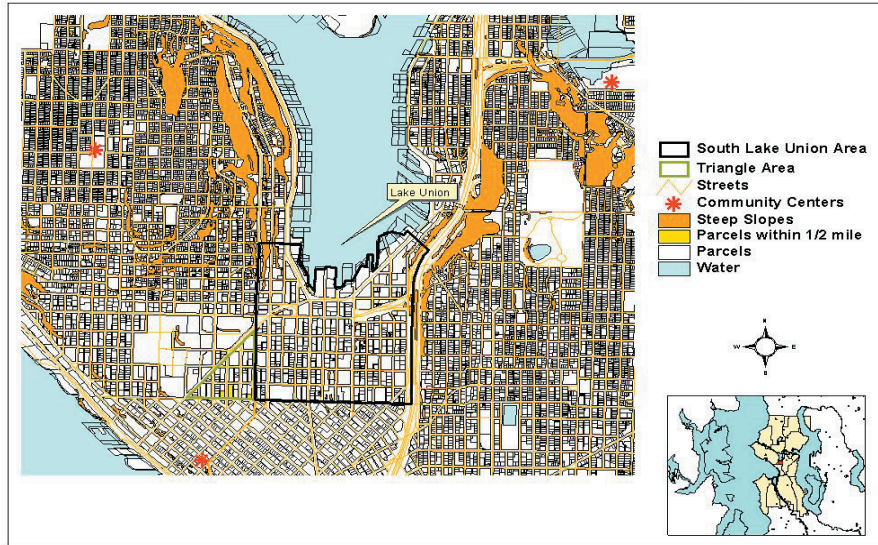 Lake Union
South Lake Union Area
Triangle Area
Streets
Community Centers
Steep Slopes
Parcels within 1/2 mile
Parcels
Water
N
W E
S